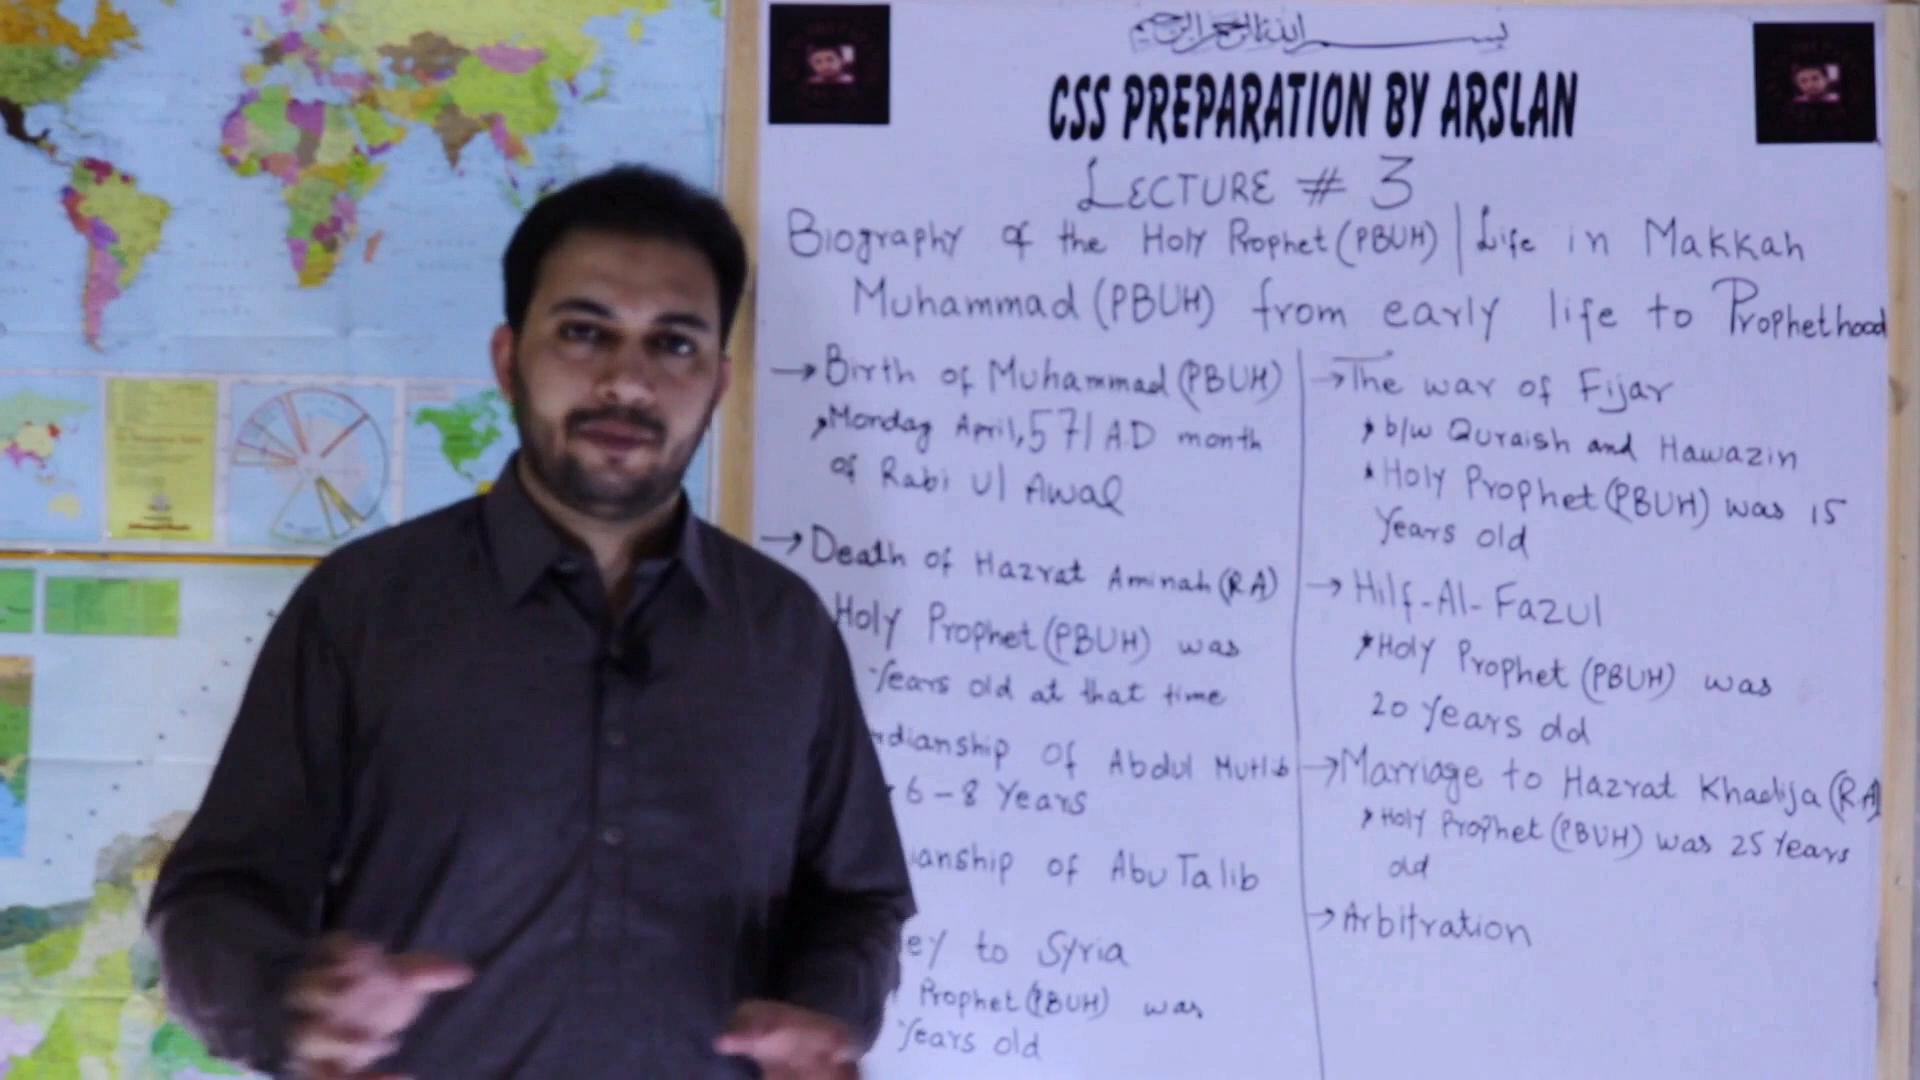 بسم الله الرحمن الرحيم
CSS PREPARATION BY ARSLAN
LECTURE # 3
Biography of the Holy Prophet (PBUH) | Life in Makkah
Muhammad (PBUH) from early life to Prophethood
→ Birth of Muhammad (PBUH)
Monday April, 571 A.D month
of Rabi ul Awal
→ Death of Hazrat Aminah (RA)
Holy Prophet (PBUH) was
Years old at that time
rdianship of Abdul Mutlib
6-8 Years
ianship of Abu Talib
ey to Syria
Prophet (PBUH) was
Years old
→ The war of Fijar
b/w Quraish and Hawazin
Holy Prophet (PBUH) was 15
Years old
→ Hilf-Al-Fazul
Holy Prophet (PBUH) was
20 Years old
→ Marriage to Hazrat Khadija (RA)
Holy Prophet (PBUH) was 25 Years
old
→ Arbitration